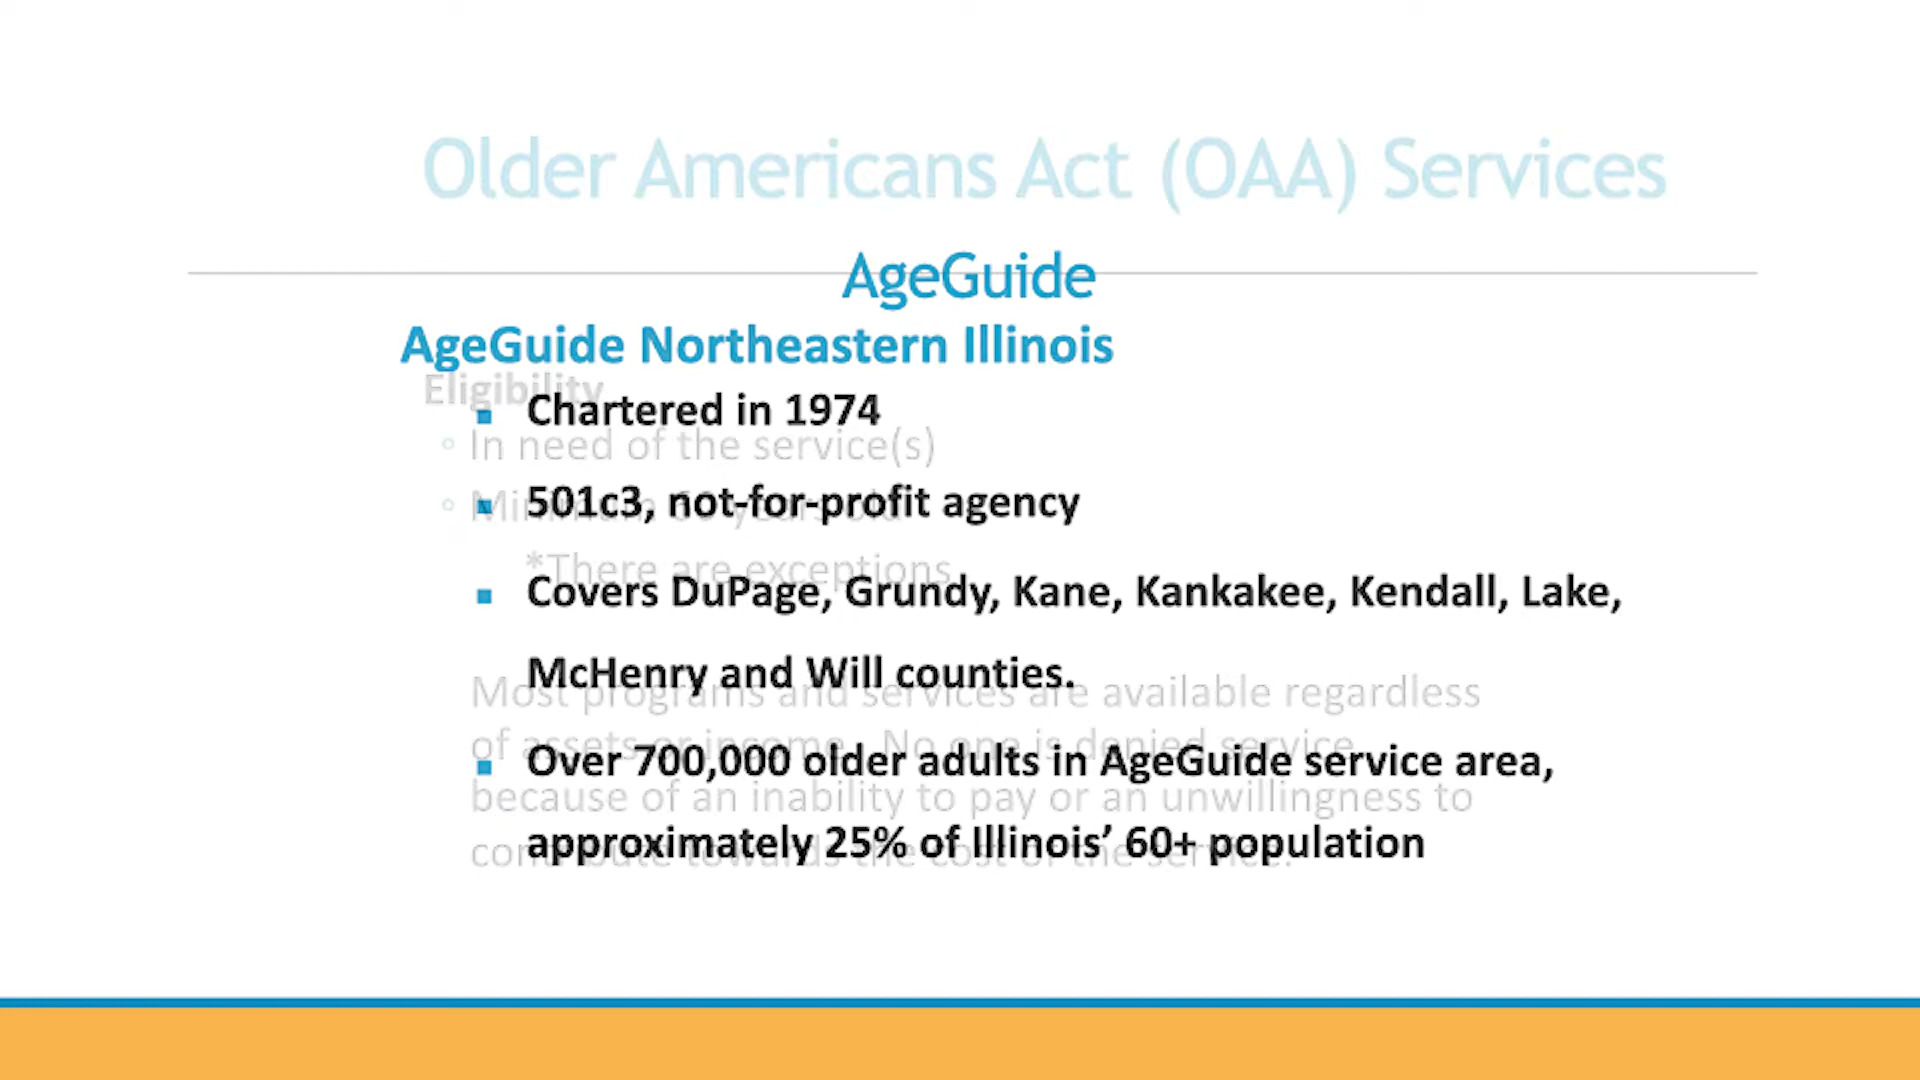 Older Americans Act (OAA) Services
AgeGuide
AgeGuide Northeastern Illinois
Eligibility
Chartered in 1974
In need of the service(s)
501c3, not-for-profit agency
Minimum 60 years old
*There are exceptions
Covers DuPage, Grundy, Kane, Kankakee, Kendall, Lake,
McHenry and Will counties.
Most programs and services are available regardless
of assets or income. No one is denied service
Over 700,000 older adults in AgeGuide service area,
because of an inability to pay or an unwillingness to
approximately 25% of Illinois’ 60+ population
contribute towards the cost of the service.